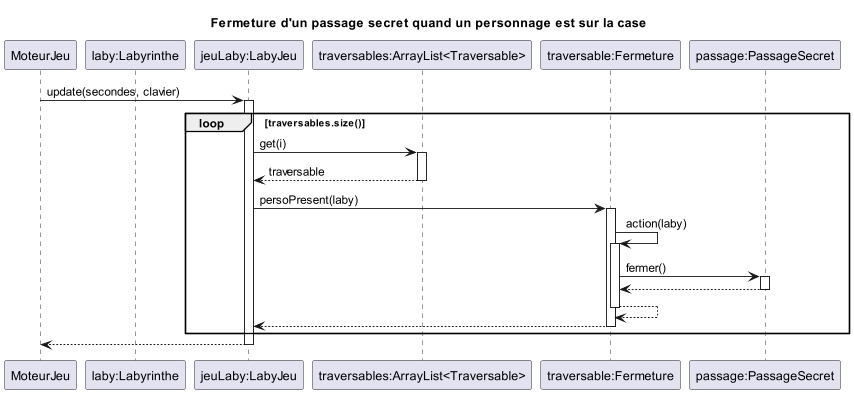 Fermeture d'un passage secret quand un personnage est sur la case
MoteurJeu
laby:Labyrinthe
jeuLaby:LabyJeu
traversables:ArrayList<Traversable>
traversable:Fermeture
passage:PassageSecret
update(secondes, clavier)
loop
[traversables.size()]
get(i)
traversable
persoPresent(laby)
action(laby)
fermer()
MoteurJeu
laby:Labyrinthe
jeuLaby:LabyJeu
traversables:ArrayList<Traversable>
traversable:Fermeture
passage:PassageSecret